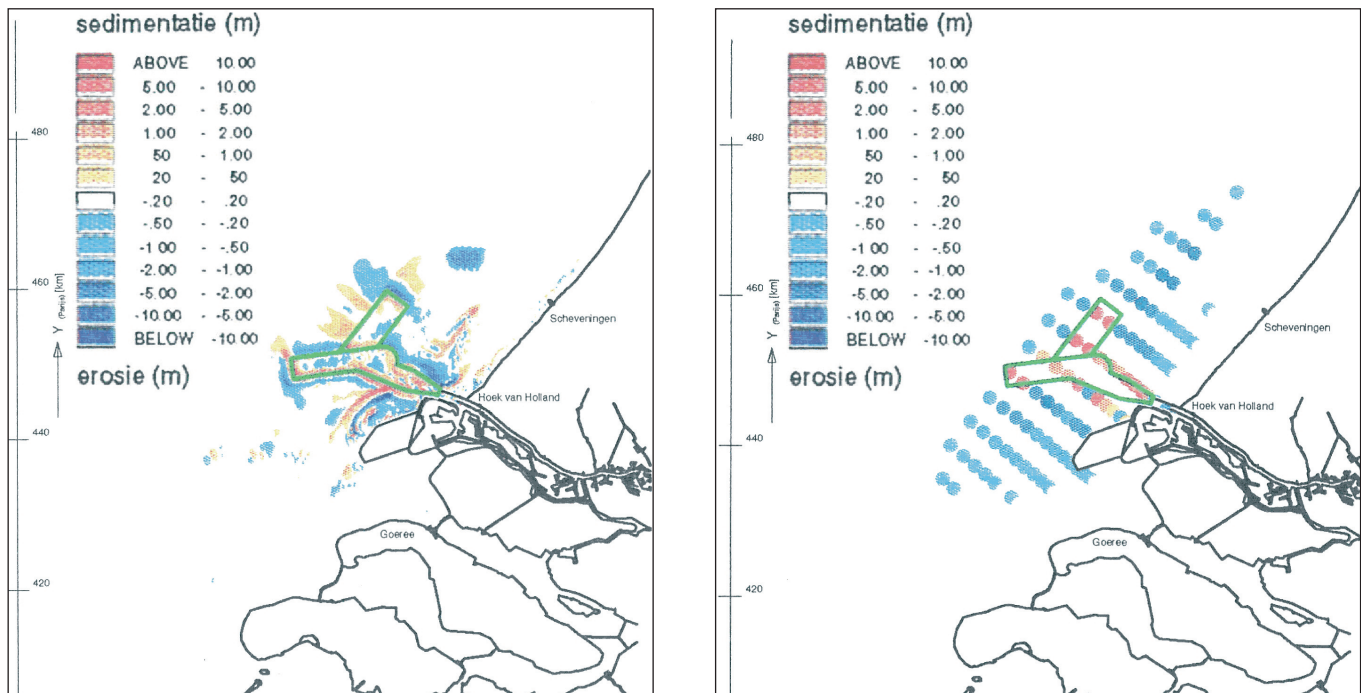 sedimentatie (m)
ABOVE 10.00
5.00 - 10.00
2.00 - 5.00
1.00 - 2.00
50 - 1.00
20 - 50
-.20 - .20
-.50 - -.20
-1.00 - -.50
-2.00 - -1.00
-5.00 - -2.00
-10.00 - -5.00
BELOW -10.00
erosie (m)
480
460
440
420
Y (Parijs) [km]
Scheveningen
Hoek van Holland
Goeree
sedimentatie (m)
ABOVE 10.00
5.00 - 10.00
2.00 - 5.00
1.00 - 2.00
50 - 1.00
20 - 50
-.20 - .20
-.50 - -.20
-1.00 - -.50
-2.00 - -1.00
-5.00 - -2.00
-10.00 - -5.00
BELOW -10.00
erosie (m)
480
460
440
420
Y (Parijs) [km]
Scheveningen
Hoek van Holland
Goeree